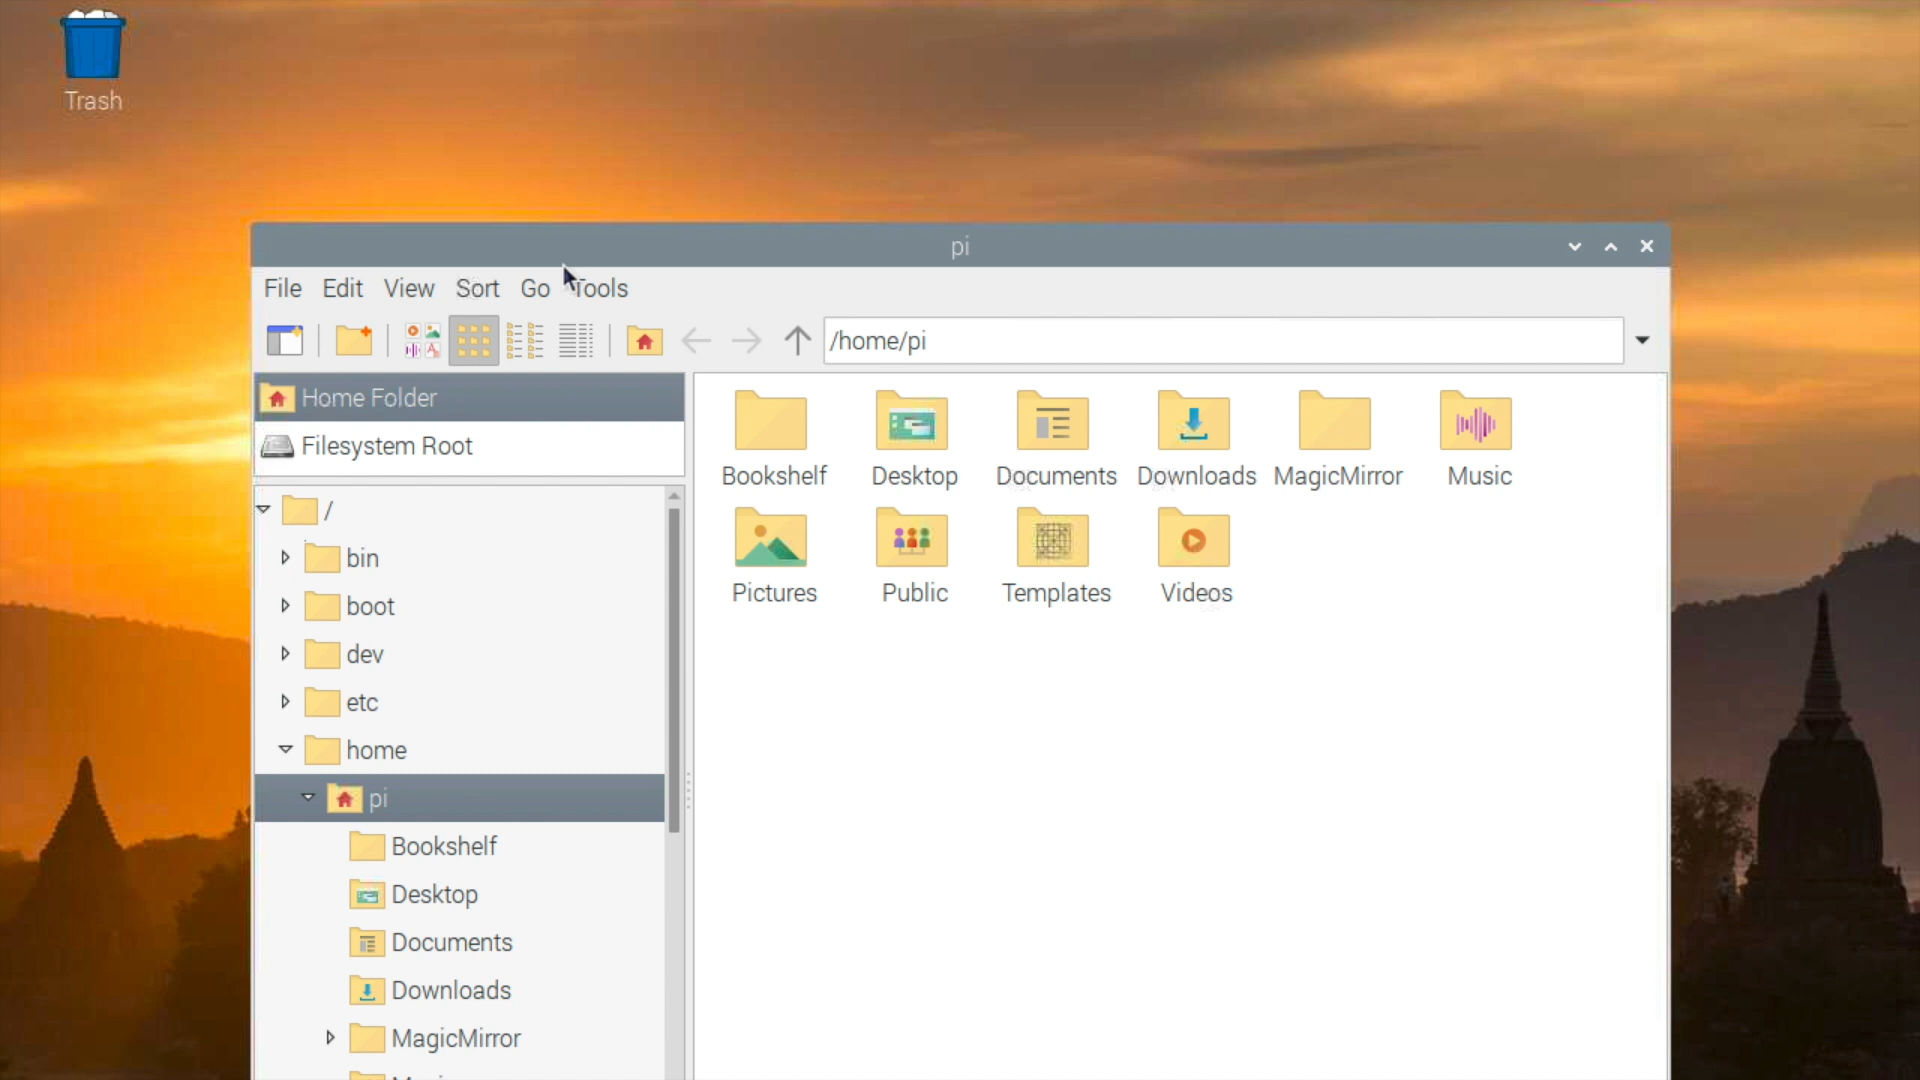 Trash
pi
File Edit View Sort Go Tools
/home/pi
Home Folder
Filesystem Root
/
bin
boot
dev
etc
home
pi
Bookshelf
Desktop
Documents
Downloads
MagicMirror
Bookshelf Desktop Documents Downloads MagicMirror Music
Pictures Public Templates Videos